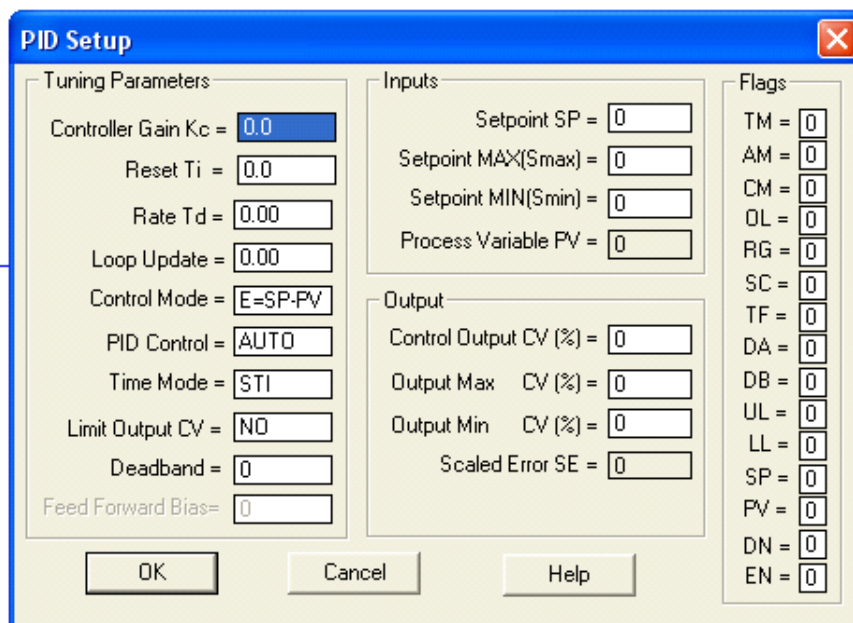 PID Setup
Tuning Parameters
Controller Gain Kc = 0.0
Reset Ti = 0.0
Rate Td = 0.00
Loop Update = 0.00
Control Mode = E=SP-PV
PID Control = AUTO
Time Mode = STI
Limit Output CV = NO
Deadband = 0
Feed Forward Bias= 0
Inputs
Setpoint SP = 0
Setpoint MAX(Smax) = 0
Setpoint MIN(Smin) = 0
Process Variable PV = 0
Output
Control Output CV (%) = 0
Output Max CV (%) = 0
Output Min CV (%) = 0
Scaled Error SE = 0
Flags
TM = 0
AM = 0
CM = 0
OL = 0
RG = 0
SC = 0
TF = 0
DA = 0
DB = 0
UL = 0
LL = 0
SP = 0
PV = 0
DN = 0
EN = 0
OK
Cancel
Help